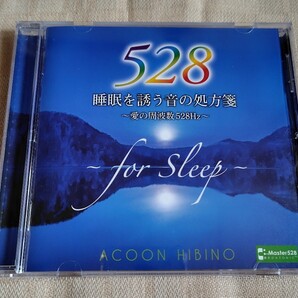 528
睡眠を誘う音の処方箋
～愛の周波数528Hz～
~ for Sleep ~
ACOON HIBINO
Master528